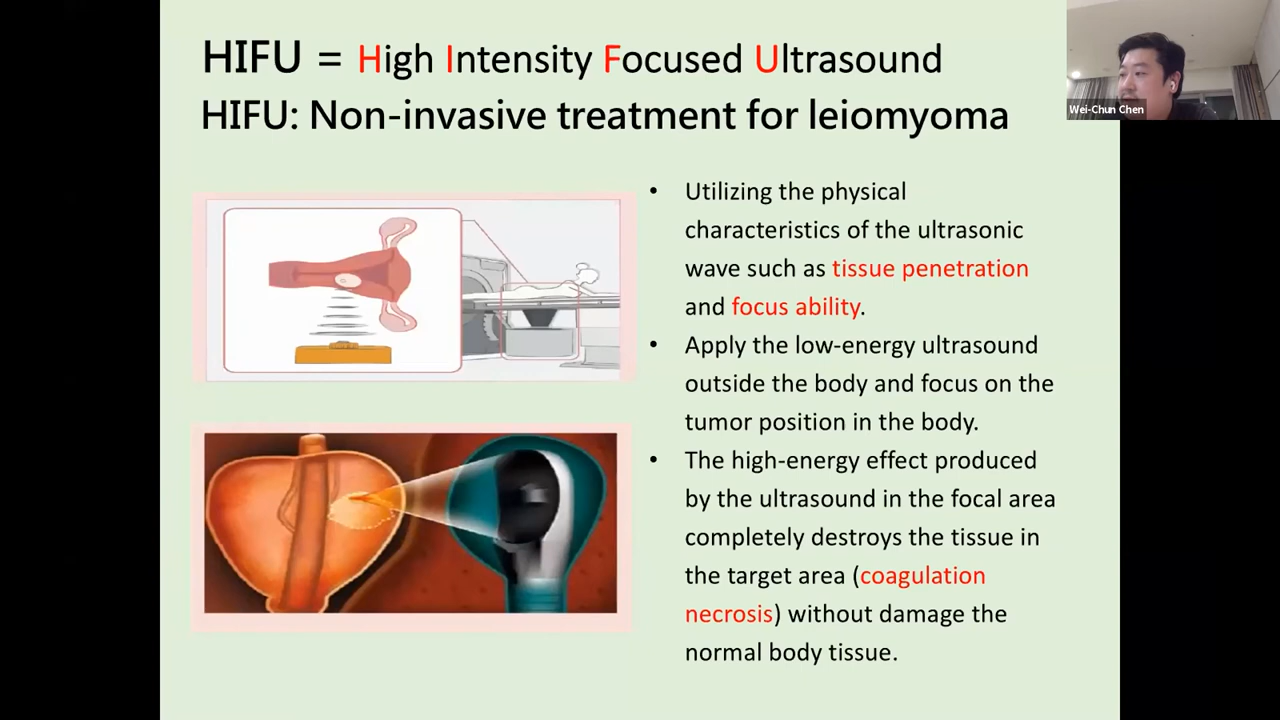 HIFU = High Intensity Focused Ultrasound
HIFU: Non-invasive treatment for leiomyoma
Wei-Chun Chen
• Utilizing the physical
characteristics of the ultrasonic
wave such as tissue penetration
and focus ability.
• Apply the low-energy ultrasound
outside the body and focus on the
tumor position in the body.
• The high-energy effect produced
by the ultrasound in the focal area
completely destroys the tissue in
the target area (coagulation
necrosis) without damage the
normal body tissue.